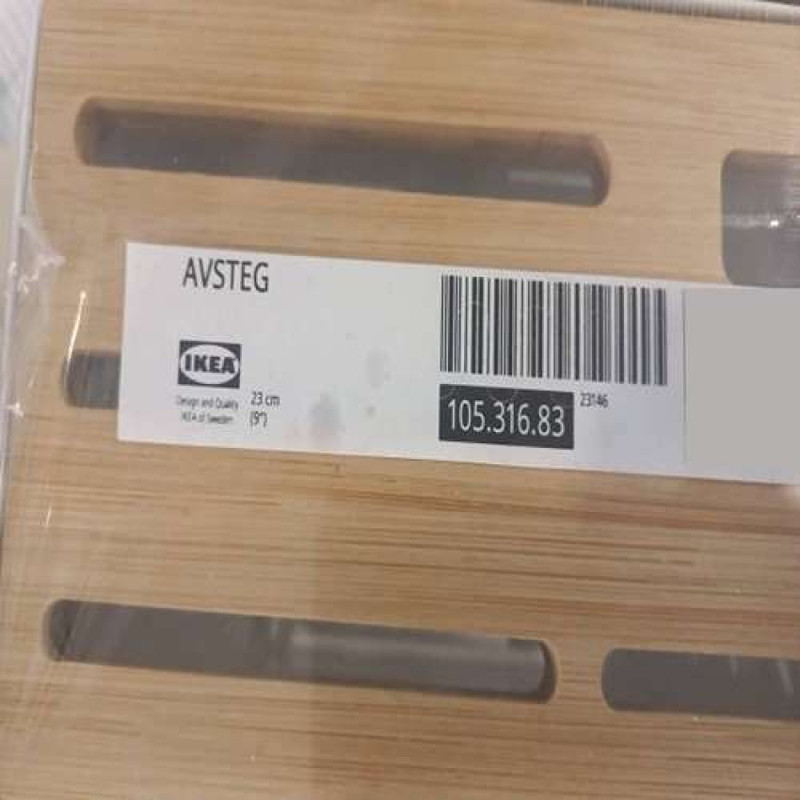 AVSTEG
IKEA
Design and Quality
IKEA of Sweden
23 cm
(9")
105.316.83
23146